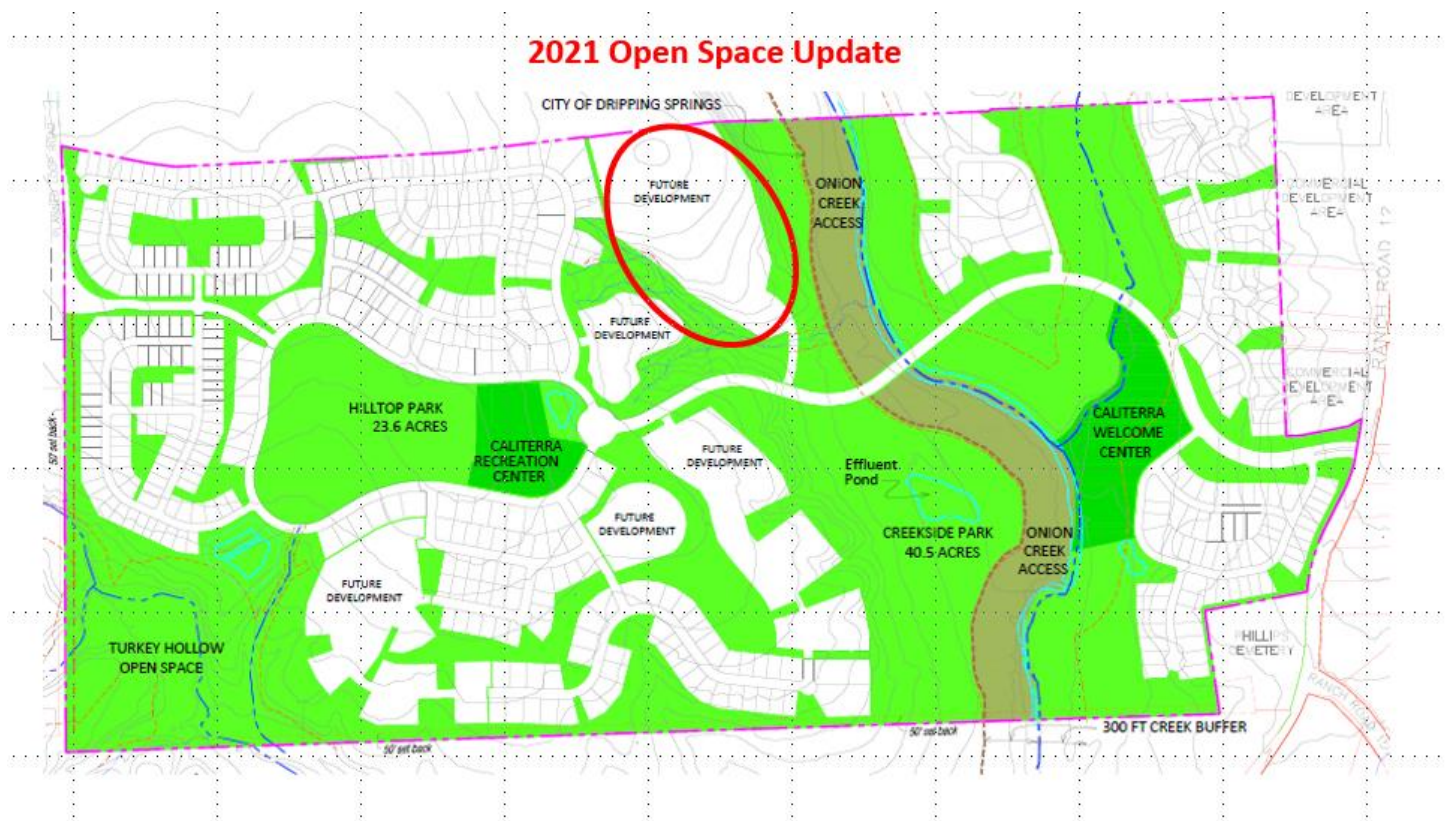 2021 Open Space Update
CITY OF DRIPPING SPRINGS
DEVELOPMENT
AREA
FUTURE
DEVELOPMENT
ONION
CREEK
ACCESS
COMMERCIAL
DEVELOPMENT
AREA
RANCH ROAD 12
FUTURE
DEVELOPMENT
COMMERCIAL
DEVELOPMENT
AREA
HILLTOP PARK
23.6 ACRES
CALITERRA
RECREATION
CENTER
CALITERRA
WELCOME
CENTER
50' set back
FUTURE
DEVELOPMENT
Effluent
Pond
FUTURE
DEVELOPMENT
CREEKSIDE PARK
40.5 ACRES
ONION
CREEK
ACCESS
FUTURE
DEVELOPMENT
TURKEY HOLLOW
OPEN SPACE
PHILLIPS
CEMETERY
RANCH ROAD
300 FT CREEK BUFFER
50' set back
50' set-back